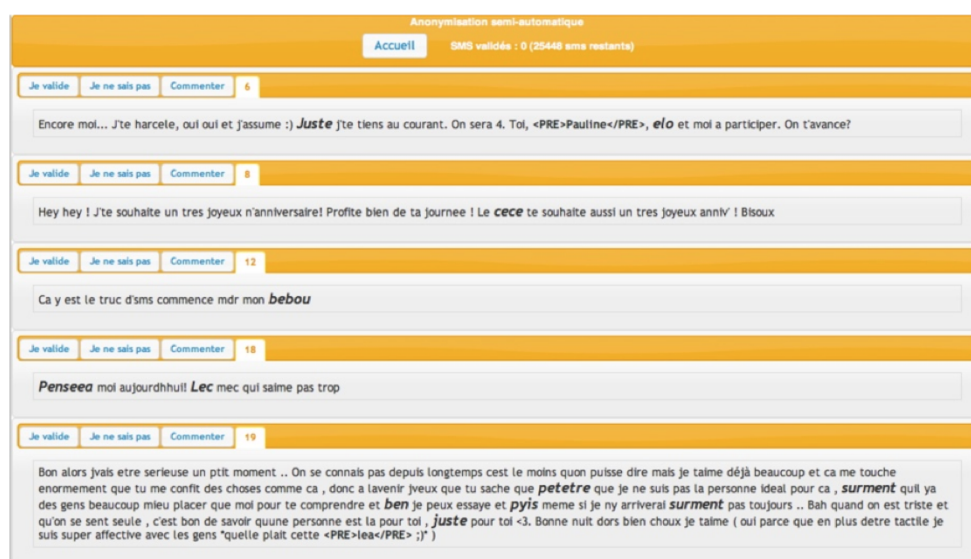 Anonymisation semi-automatique
Accueil SMS validés : 0 (25448 sms restants)
Je valide Je ne sais pas Commenter 6
Encore moi... J'te harcele, oui oui et j'assume :) Juste j'te tiens au courant. On sera 4. Toi, <PRE>Pauline</PRE>, elo et moi a participer. On t'avance?
Je valide Je ne sais pas Commenter 8
Hey hey ! J'te souhaite un tres joyeux n'anniversaire! Profite bien de ta journee ! Le cece te souhaite aussi un tres joyeux anniv' ! Bisoux
Je valide Je ne sais pas Commenter 12
Ca y est le truc d'sms commence mdr mon bebou
Je valide Je ne sais pas Commenter 18
Penseea moi aujourdhhui! Lec mec qui saime pas trop
Je valide Je ne sais pas Commenter 19
Bon alors jvais etre serieuse un ptit moment .. On se connais pas depuis longtemps cest le moins quon puisse dire mais je taime déjà beaucoup et ca me touche
enormement que tu me confit des choses comme ca , donc a lavenir jveux que tu sache que petetre que je ne suis pas la personne ideal pour ca , surment quil ya
des gens beaucoup mieu placer que moi pour te comprendre et ben je peux essaye et pyis meme si je ny arriverai surment pas toujours .. Bah quand on est triste et
qu'on se sent seule , c'est bon de savoir quune personne est la pour toi , juste pour toi <3. Bonne nuit dors bien choux je taime ( oui parce que en plus detre tactile je
suis super affective avec les gens "quelle plait cette <PRE>lea</PRE> ;)" )